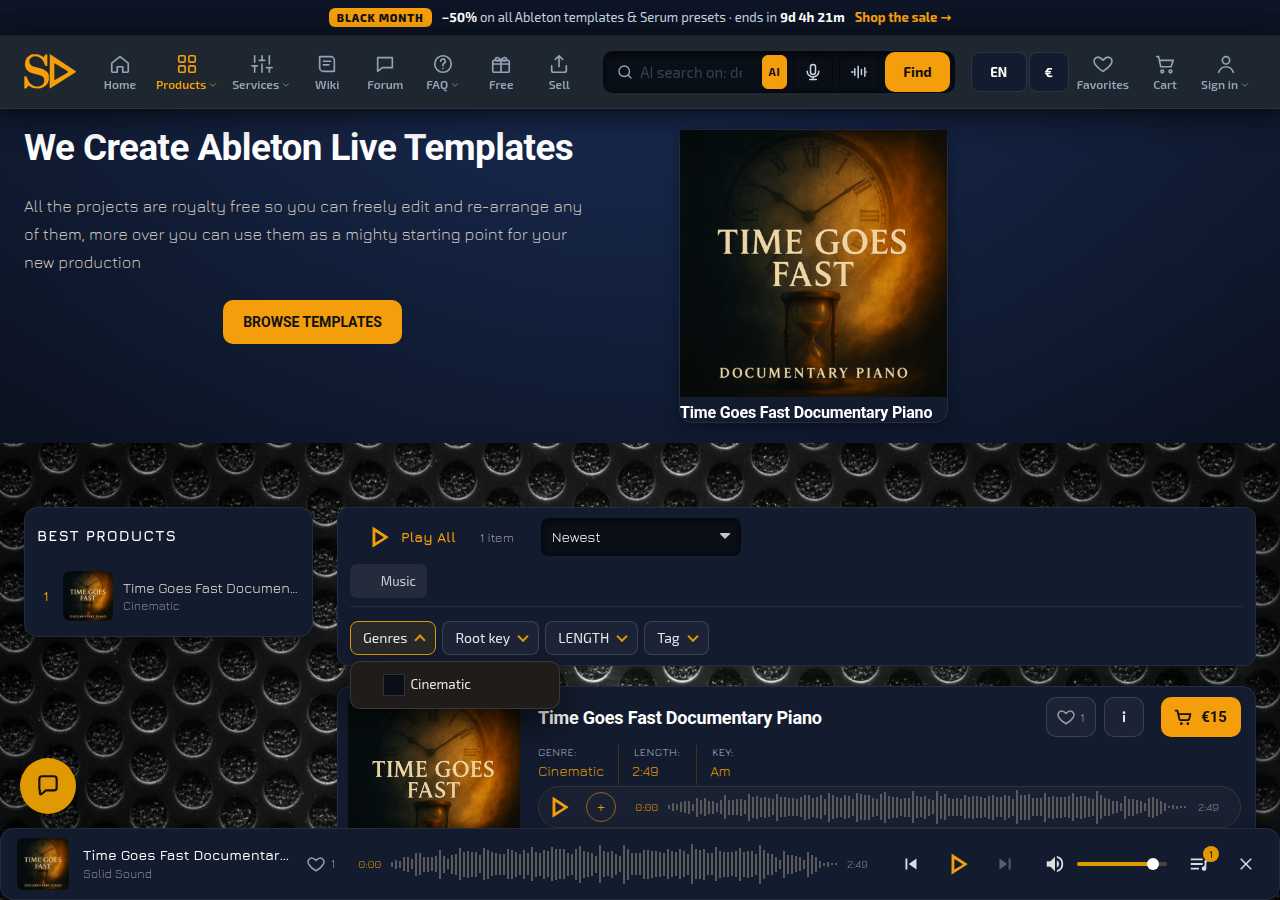 BLACK MONTH −50% on all Ableton templates & Serum presets · ends in 9d 4h 21m Shop the sale →
SD Home Products Services Wiki Forum FAQ Free Sell AI search on: dr AI Find EN € Favorites Cart Sign in
We Create Ableton Live Templates
All the projects are royalty free so you can freely edit and re-arrange any
of them, more over you can use them as a mighty starting point for your
new production
BROWSE TEMPLATES
TIME GOES
FAST
DOCUMENTARY PIANO
Time Goes Fast Documentary Piano
BEST PRODUCTS
1 Time Goes Fast Documen...
Cinematic
Play All 1 item Newest
Music
Genres Root key LENGTH Tag
Cinematic
TIME GOES
FAST
Time Goes Fast Documentary Piano 1 i €15
GENRE: LENGTH: KEY:
Cinematic 2:49 Am
+ 0:00 2:49
Time Goes Fast Documentar...
Solid Sound
1 0:00 2:49 1